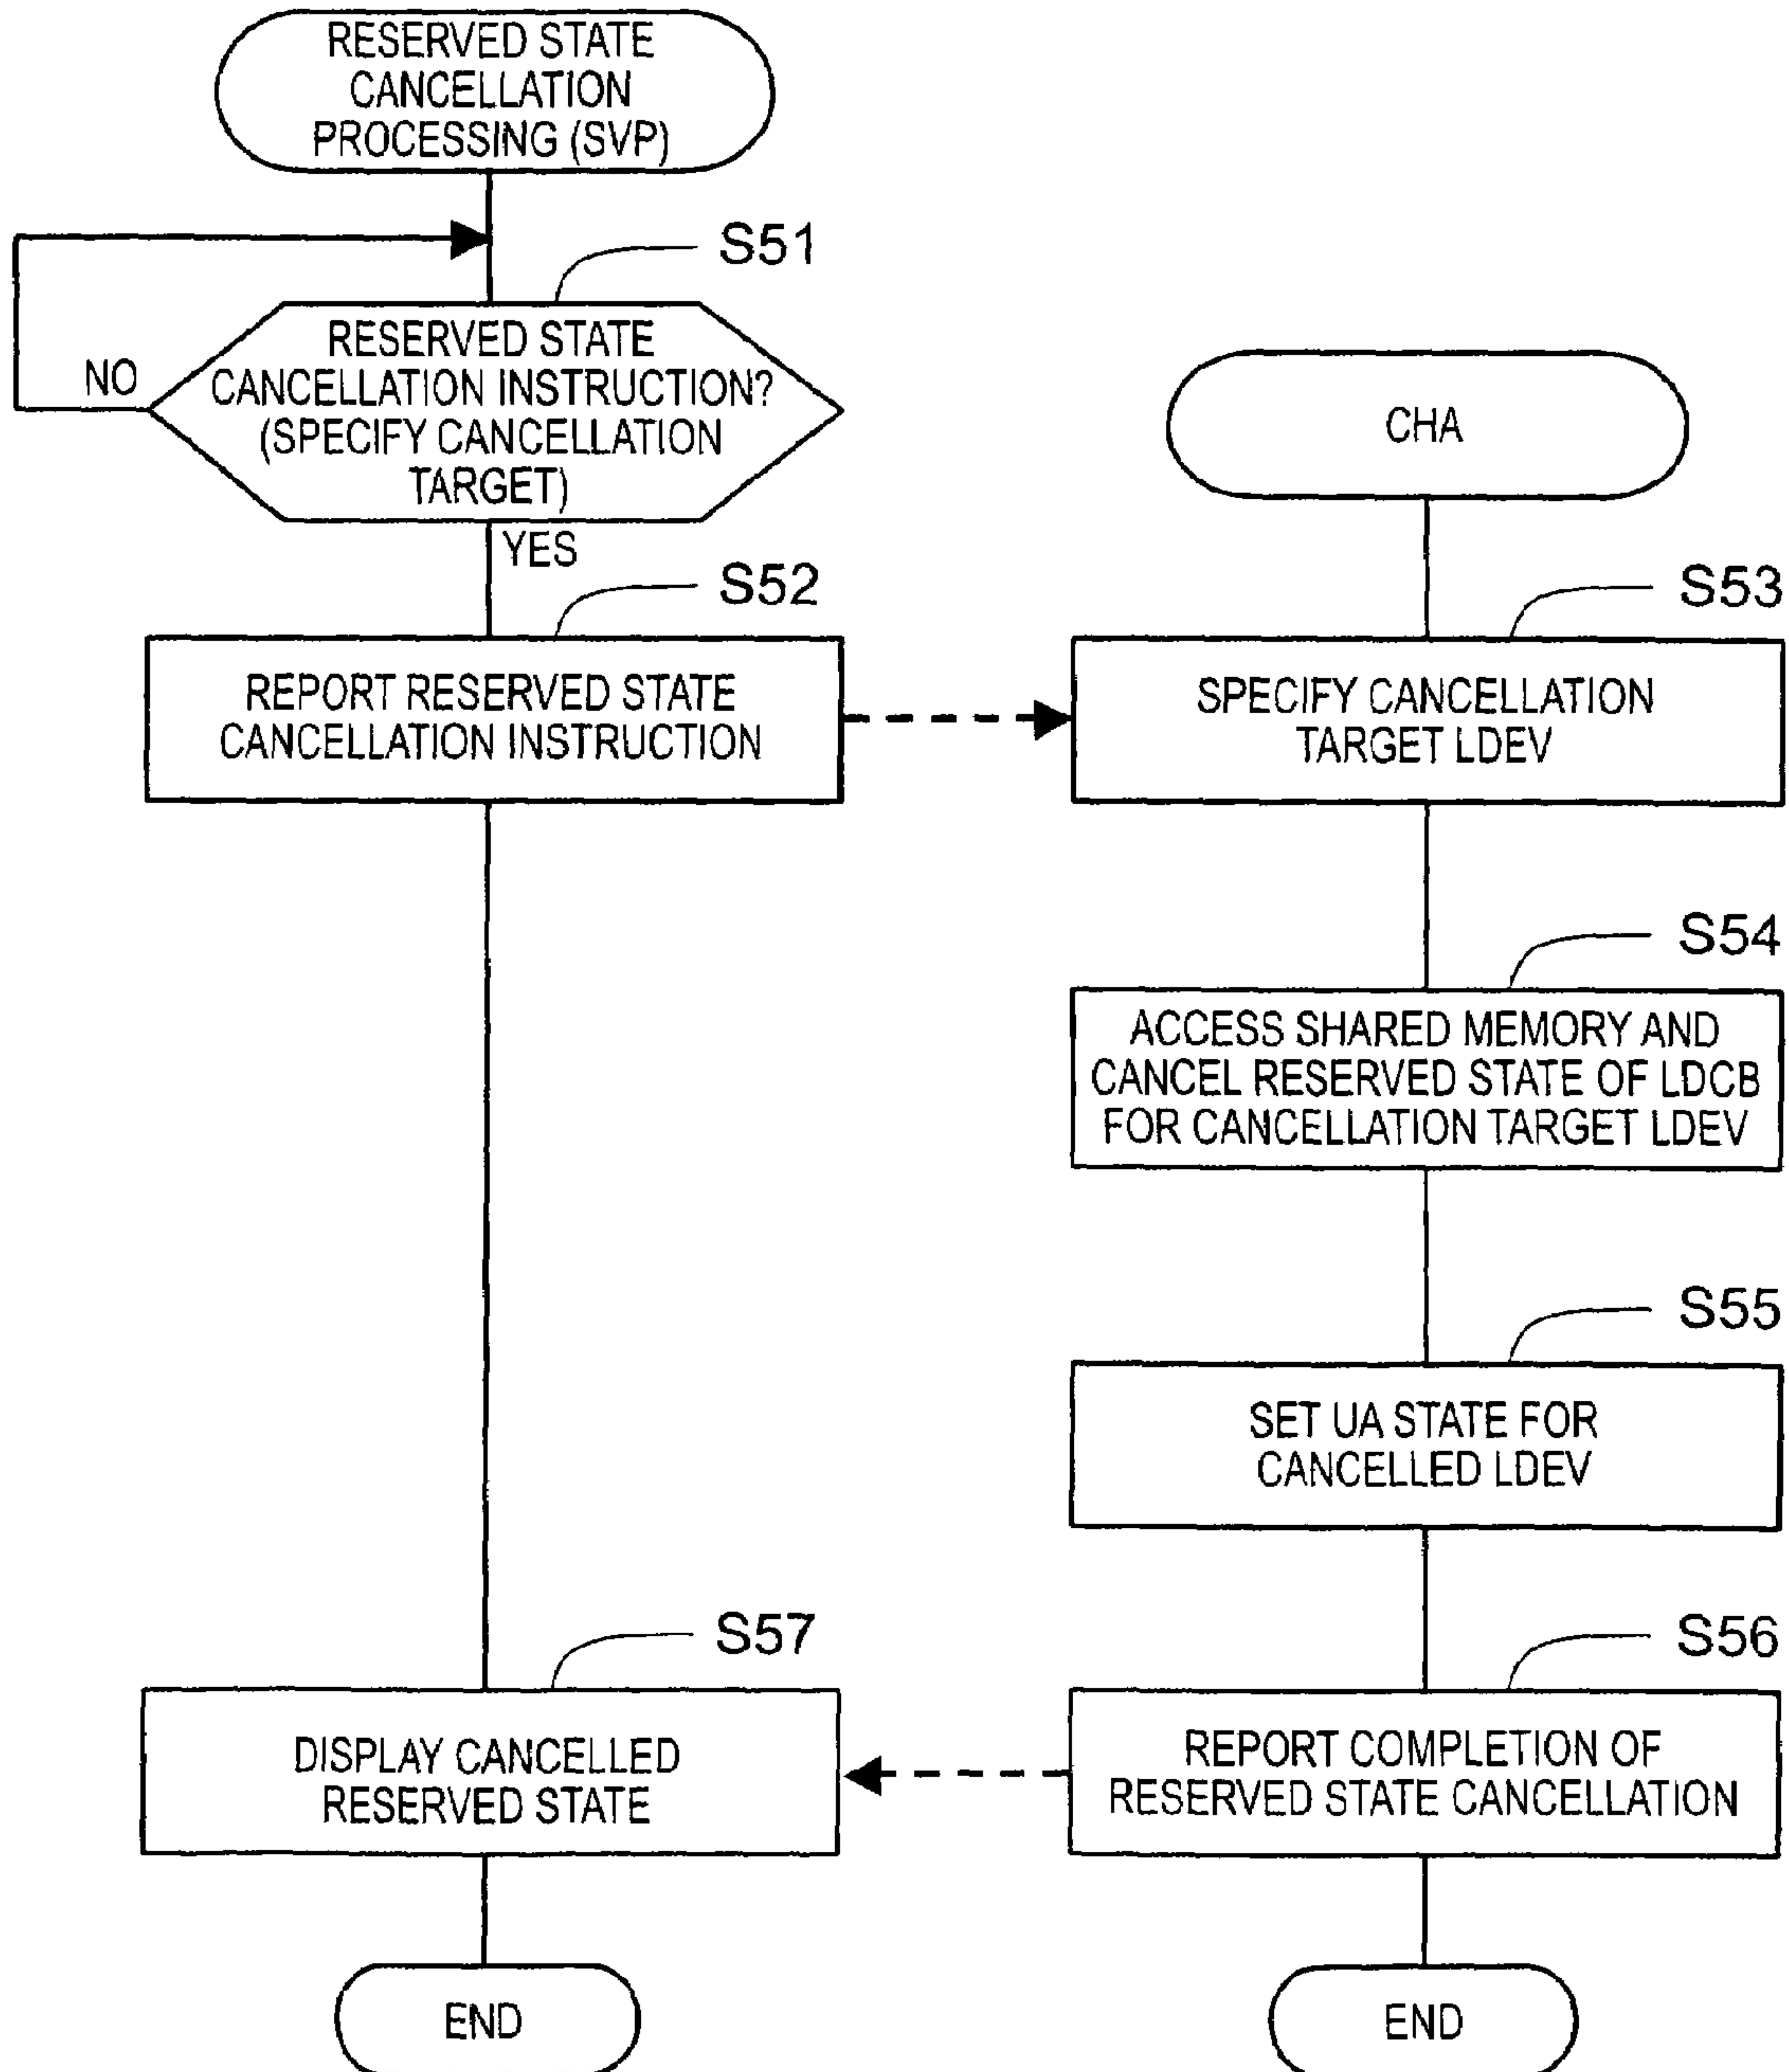 RESERVED STATE
CANCELLATION
PROCESSING (SVP)
S51
RESERVED STATE
CANCELLATION INSTRUCTION?
(SPECIFY CANCELLATION
TARGET)
NO
YES
S52
REPORT RESERVED STATE
CANCELLATION INSTRUCTION
CHA
S53
SPECIFY CANCELLATION
TARGET LDEV
S54
ACCESS SHARED MEMORY AND
CANCEL RESERVED STATE OF LDCB
FOR CANCELLATION TARGET LDEV
S55
SET UA STATE FOR
CANCELLED LDEV
S56
REPORT COMPLETION OF
RESERVED STATE CANCELLATION
S57
DISPLAY CANCELLED
RESERVED STATE
END
END